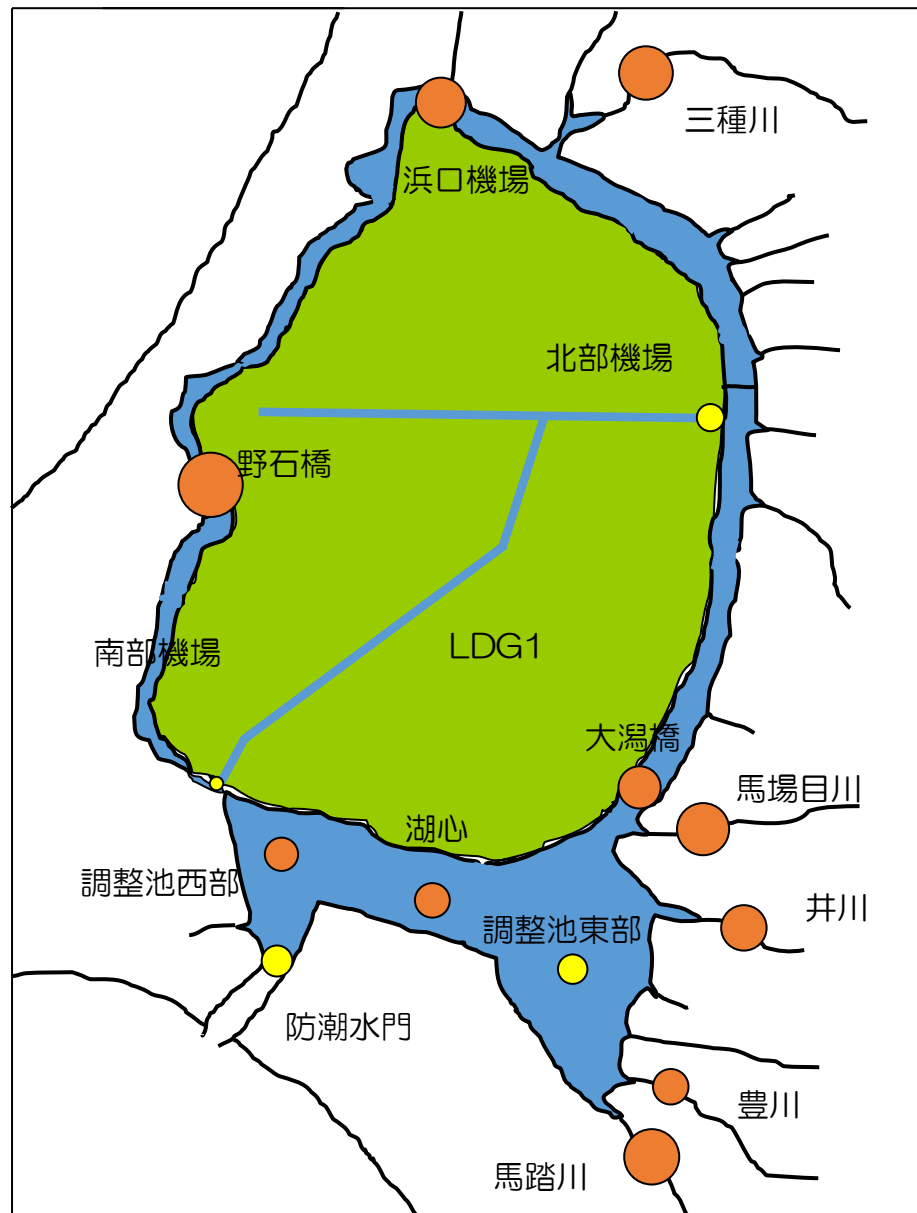 三種川
浜口機場
北部機場
野石橋
南部機場
LDG1
大潟橋
馬場目川
湖心
調整池西部
井川
調整池東部
防潮水門
豊川
馬踏川